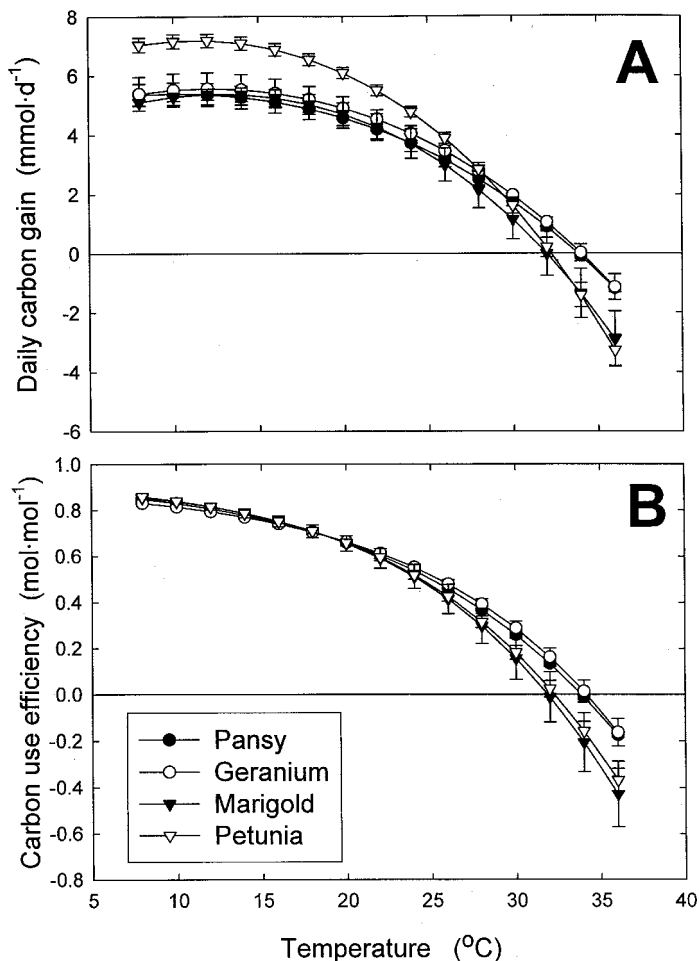 A
Daily carbon gain (mmol·d⁻¹)
8
6
4
2
0
-2
-4
-6
B
Carbon use efficiency (mol·mol⁻¹)
1.0
0.8
0.6
0.4
0.2
0.0
-0.2
-0.4
-0.6
-0.8
Pansy
Geranium
Marigold
Petunia
5 10 15 20 25 30 35 40
Temperature (°C)